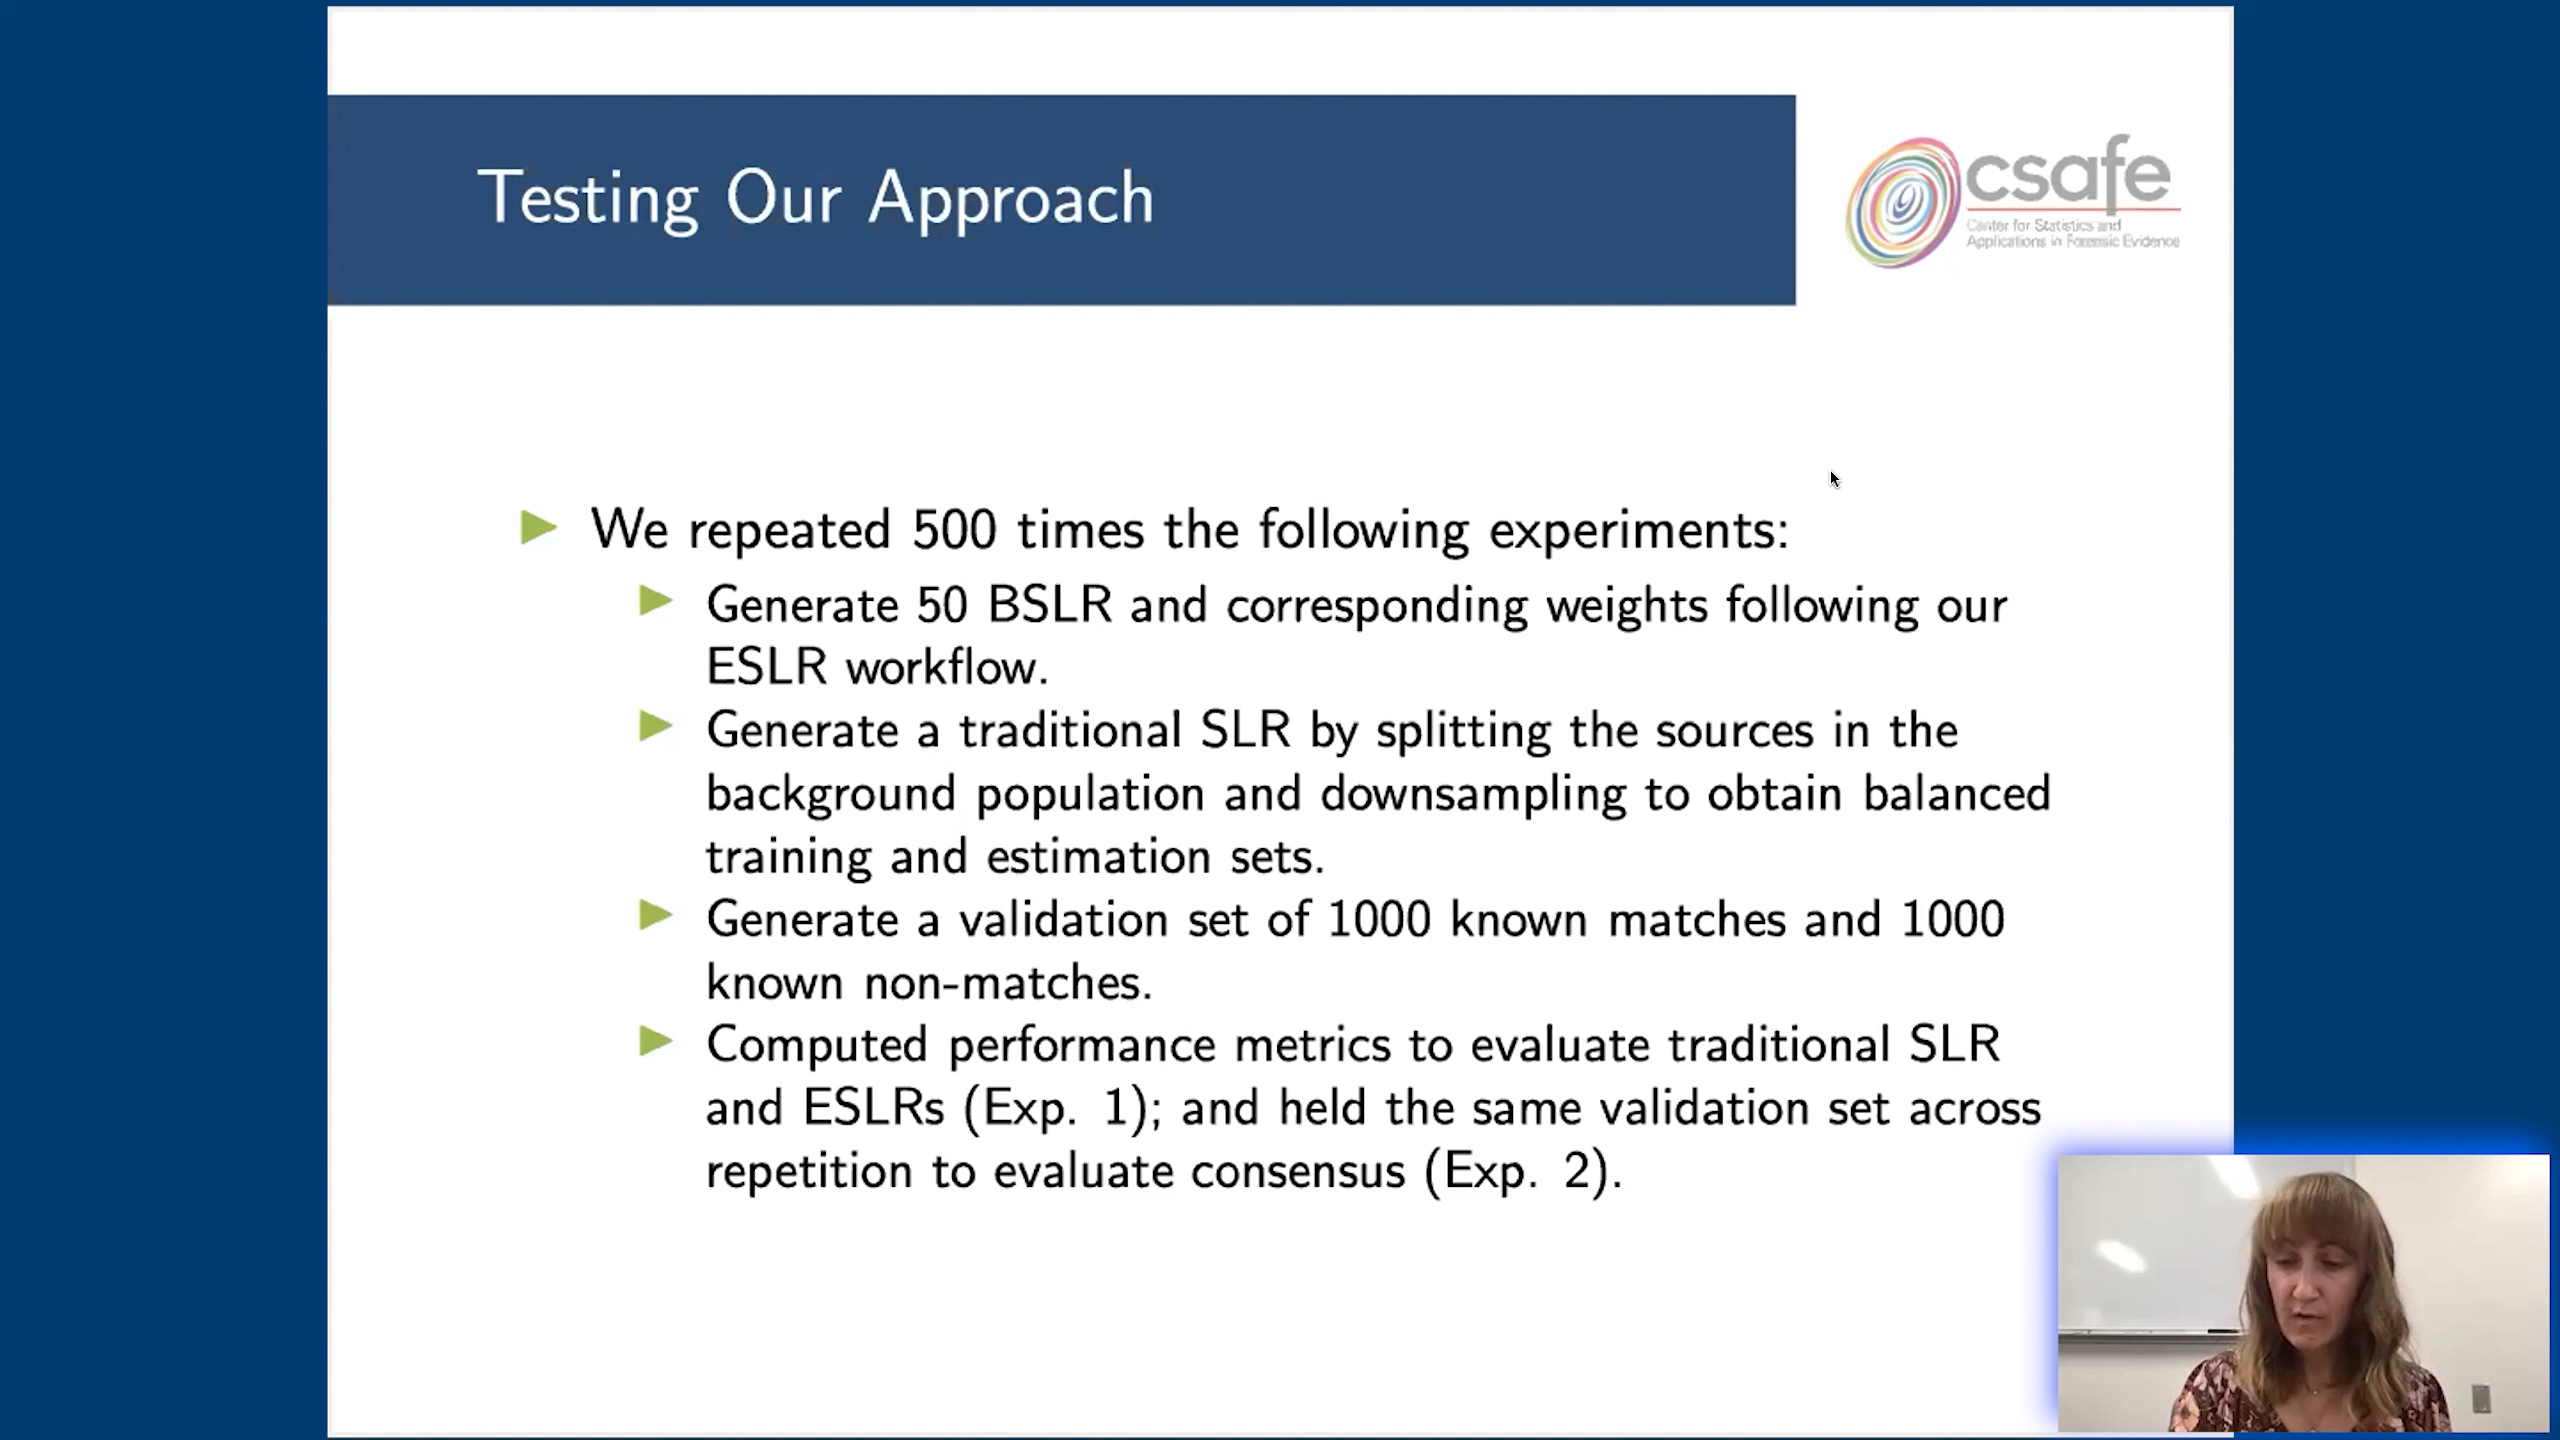 Testing Our Approach
csafe
Center for Statistics and
Applications in Forensic Evidence
We repeated 500 times the following experiments:
Generate 50 BSLR and corresponding weights following our
ESLR workflow.
Generate a traditional SLR by splitting the sources in the
background population and downsampling to obtain balanced
training and estimation sets.
Generate a validation set of 1000 known matches and 1000
known non-matches.
Computed performance metrics to evaluate traditional SLR
and ESLRs (Exp. 1); and held the same validation set across
repetition to evaluate consensus (Exp. 2).